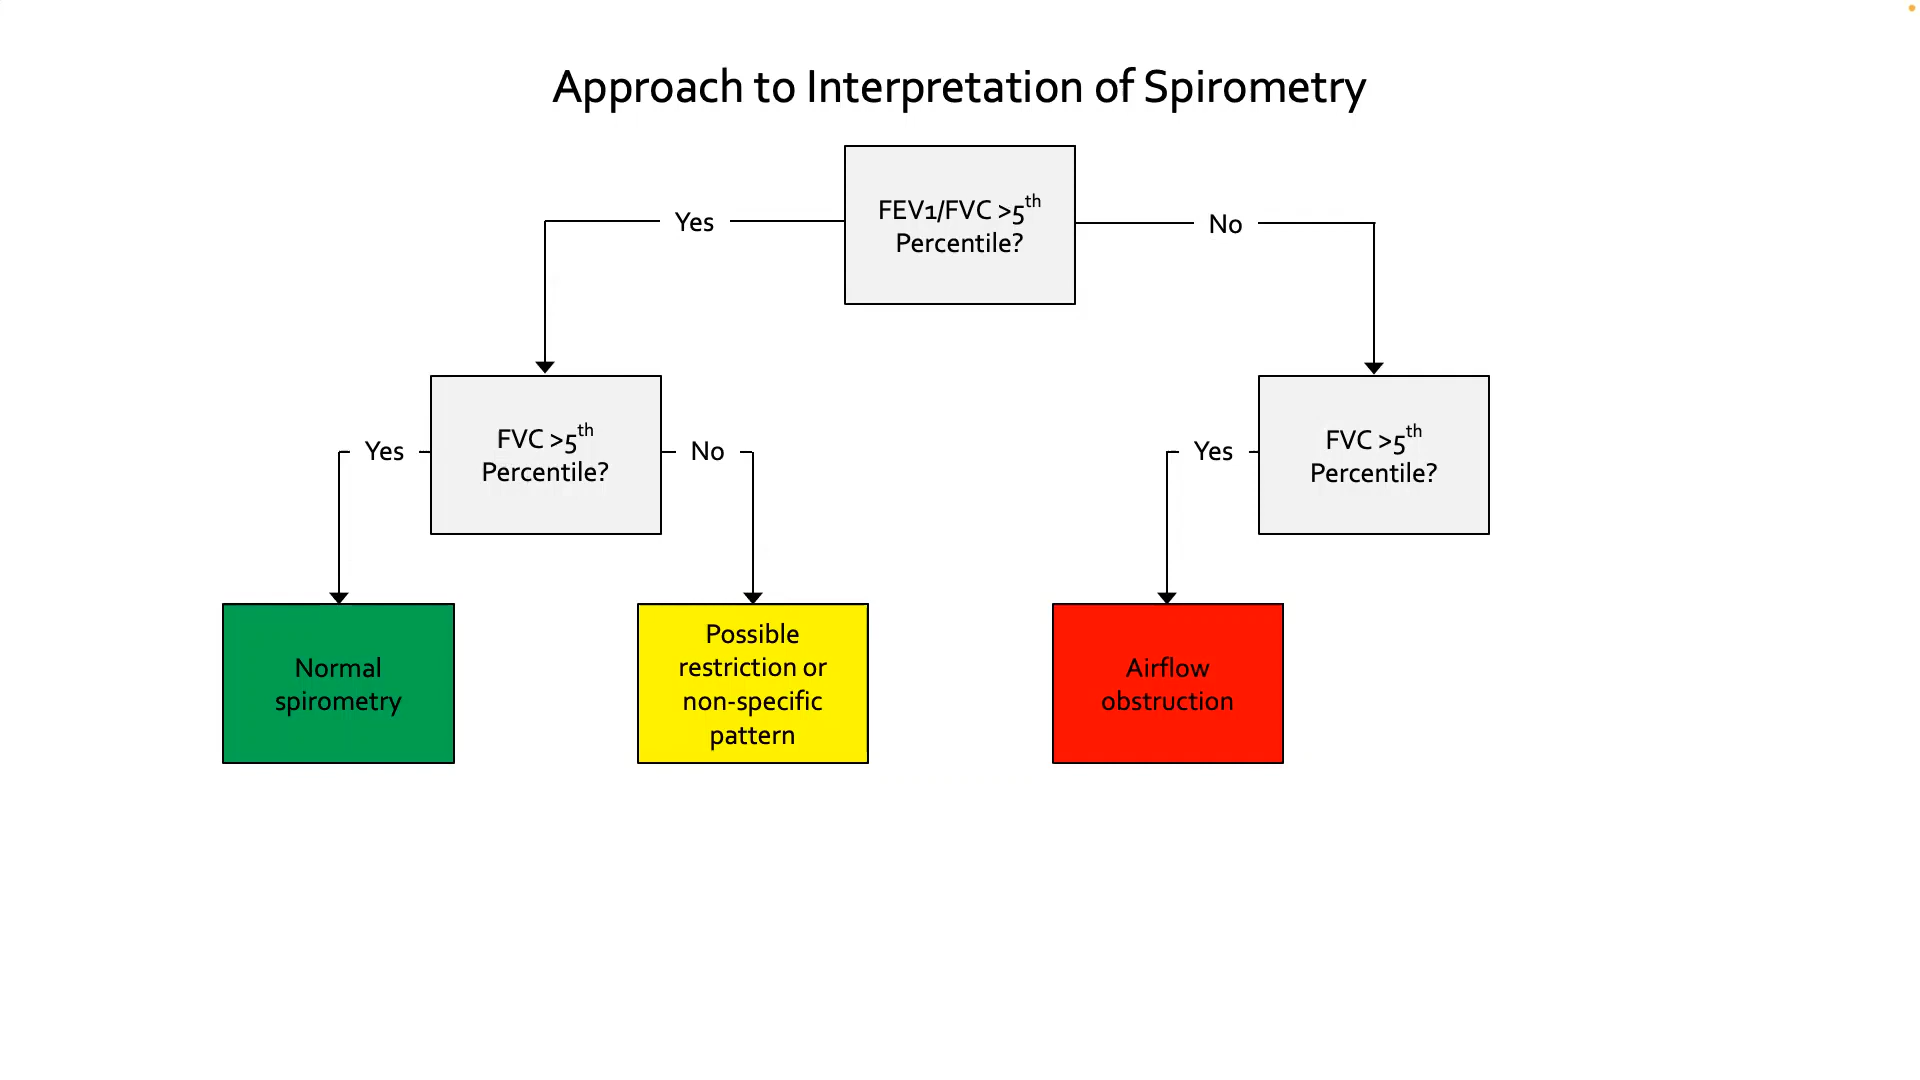 Approach to Interpretation of Spirometry
FEV1/FVC >5th
Percentile?
Yes
No
FVC >5th
Percentile?
Yes
No
FVC >5th
Percentile?
Yes
Normal
spirometry
Possible
restriction or
non-specific
pattern
Airflow
obstruction